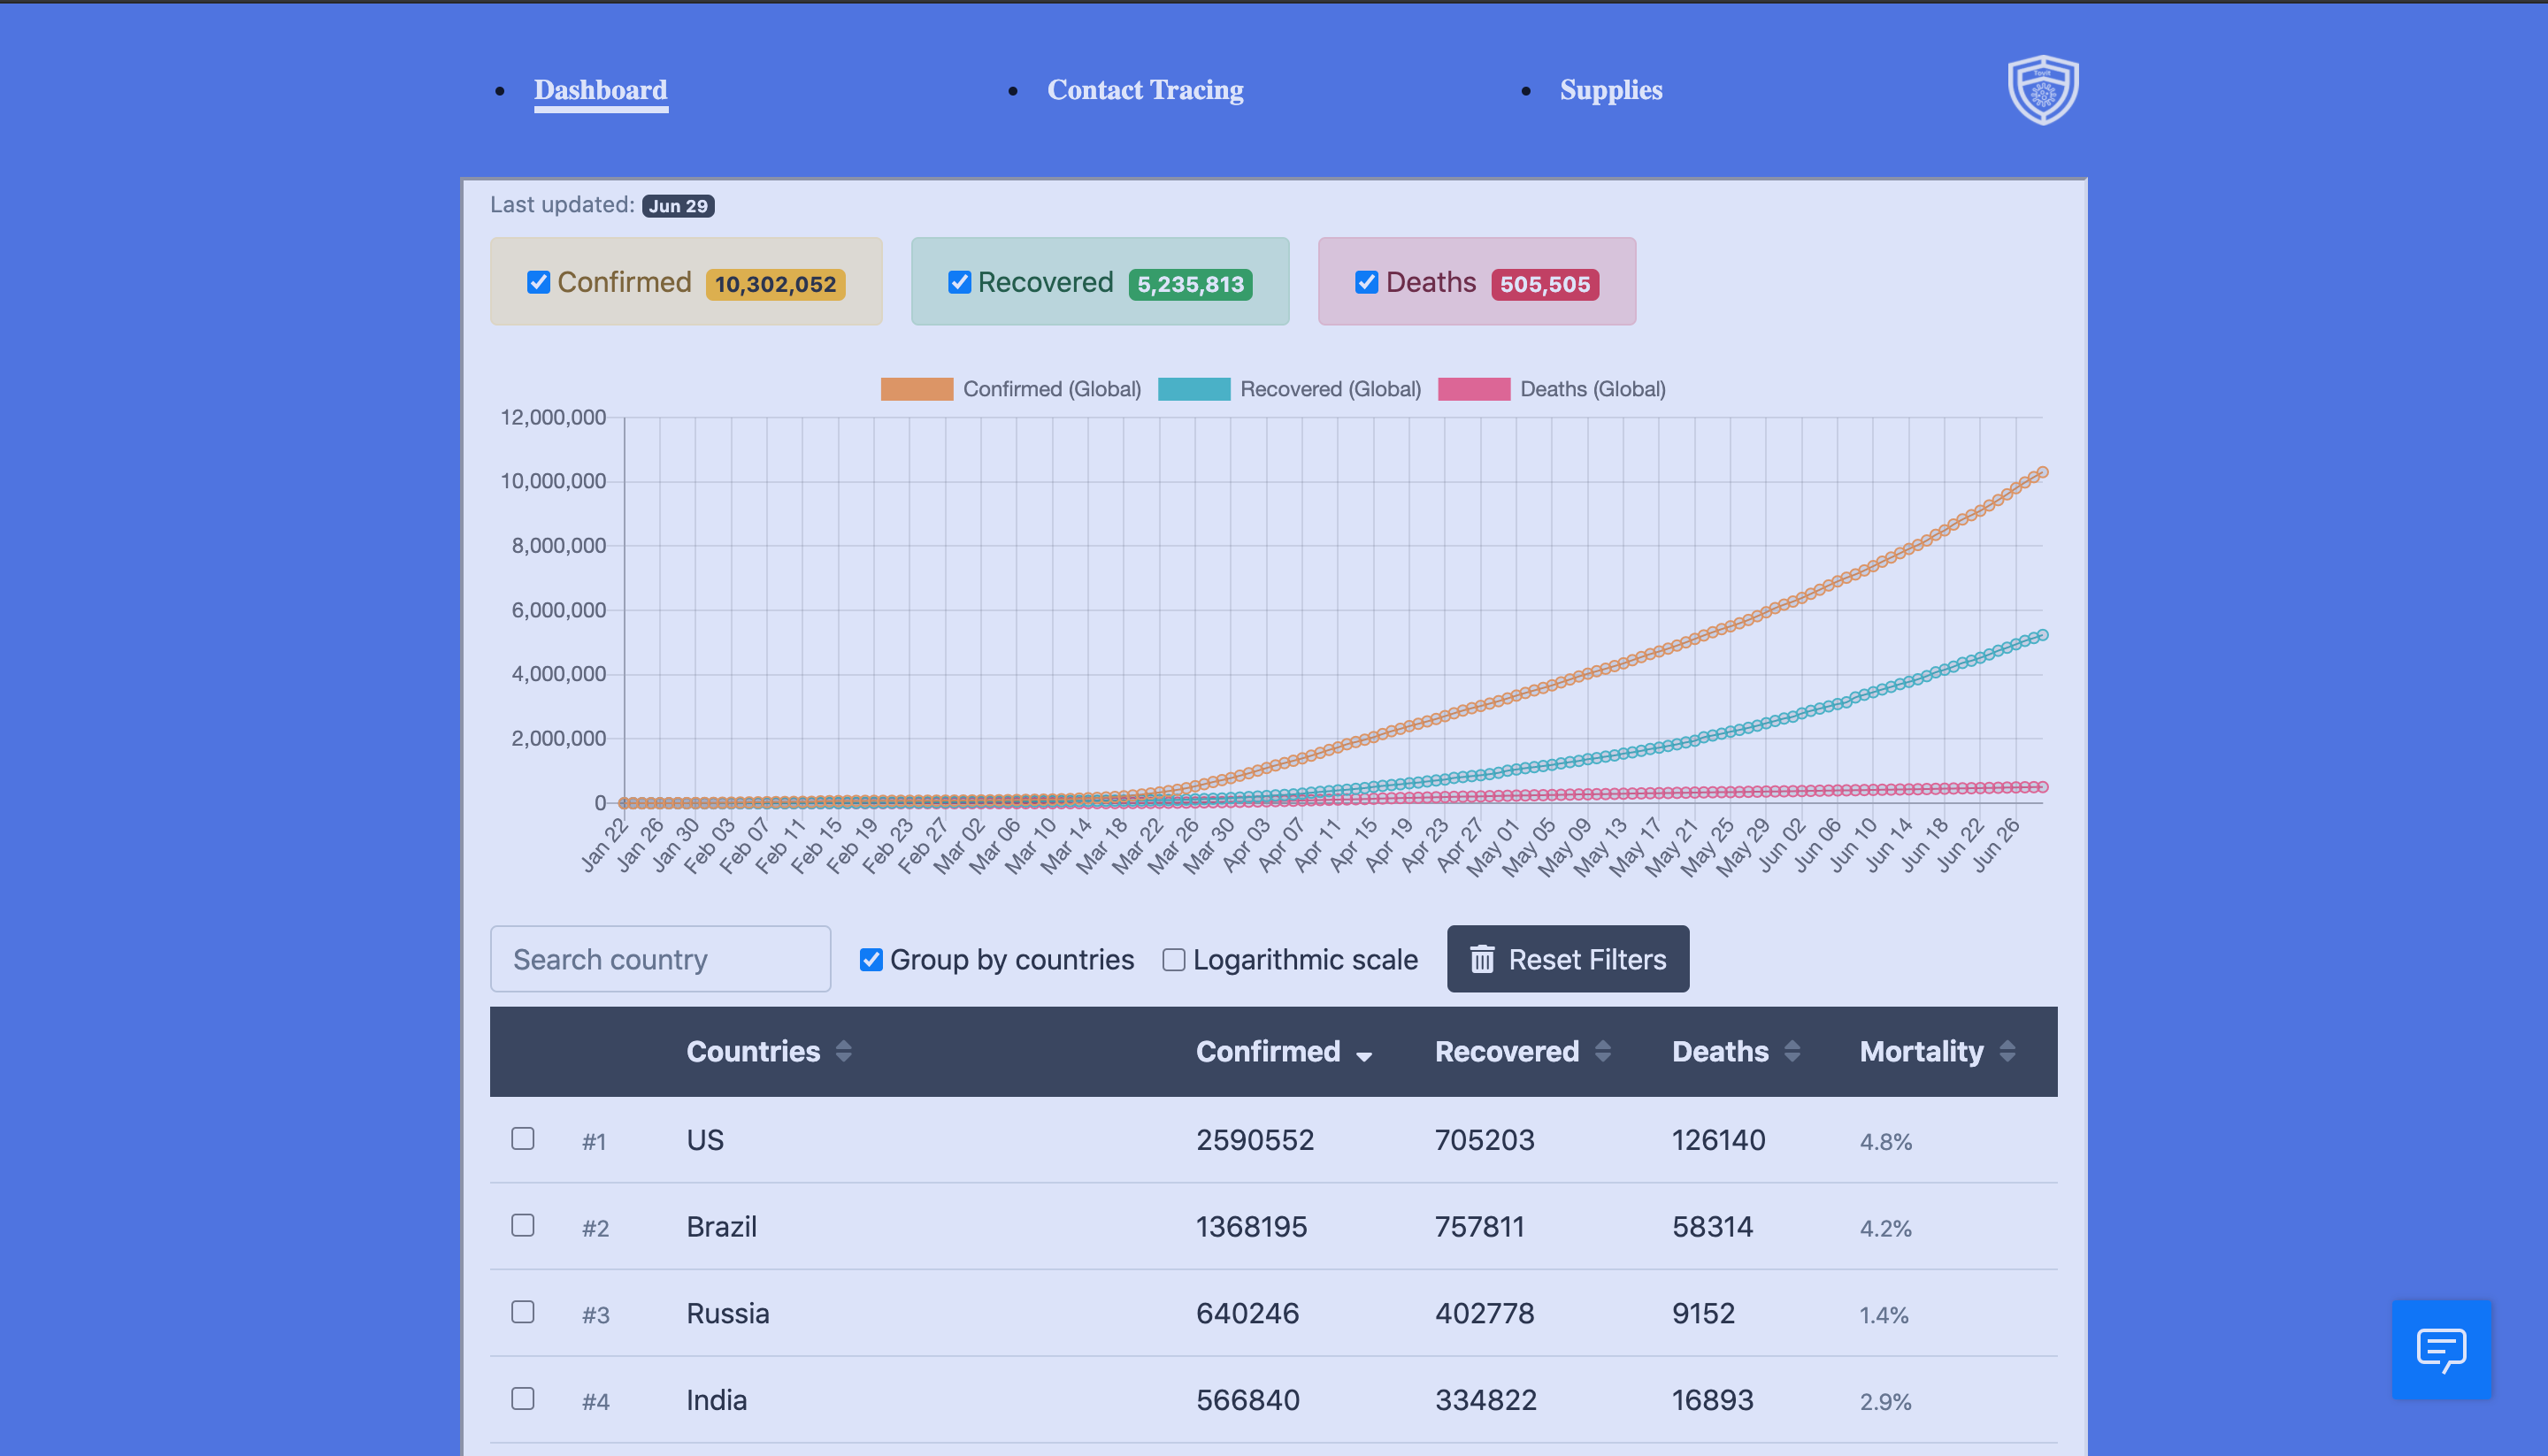 Dashboard
Contact Tracing
Supplies
Last updated: Jun 29
Confirmed 10,302,052
Recovered 5,235,813
Deaths 505,505
Confirmed (Global) Recovered (Global) Deaths (Global)
12,000,000
10,000,000
8,000,000
6,000,000
4,000,000
2,000,000
0
Jan 22 Jan 26 Jan 30 Feb 03 Feb 07 Feb 11 Feb 15 Feb 19 Feb 23 Feb 27 Mar 02 Mar 06 Mar 10 Mar 14 Mar 18 Mar 22 Mar 26 Mar 30 Apr 03 Apr 07 Apr 11 Apr 15 Apr 19 Apr 23 Apr 27 May 01 May 05 May 09 May 13 May 17 May 21 May 25 May 29 Jun 02 Jun 06 Jun 10 Jun 14 Jun 18 Jun 22 Jun 26
Search country Group by countries Logarithmic scale Reset Filters
Countries Confirmed Recovered Deaths Mortality
#1 US 2590552 705203 126140 4.8%
#2 Brazil 1368195 757811 58314 4.2%
#3 Russia 640246 402778 9152 1.4%
#4 India 566840 334822 16893 2.9%